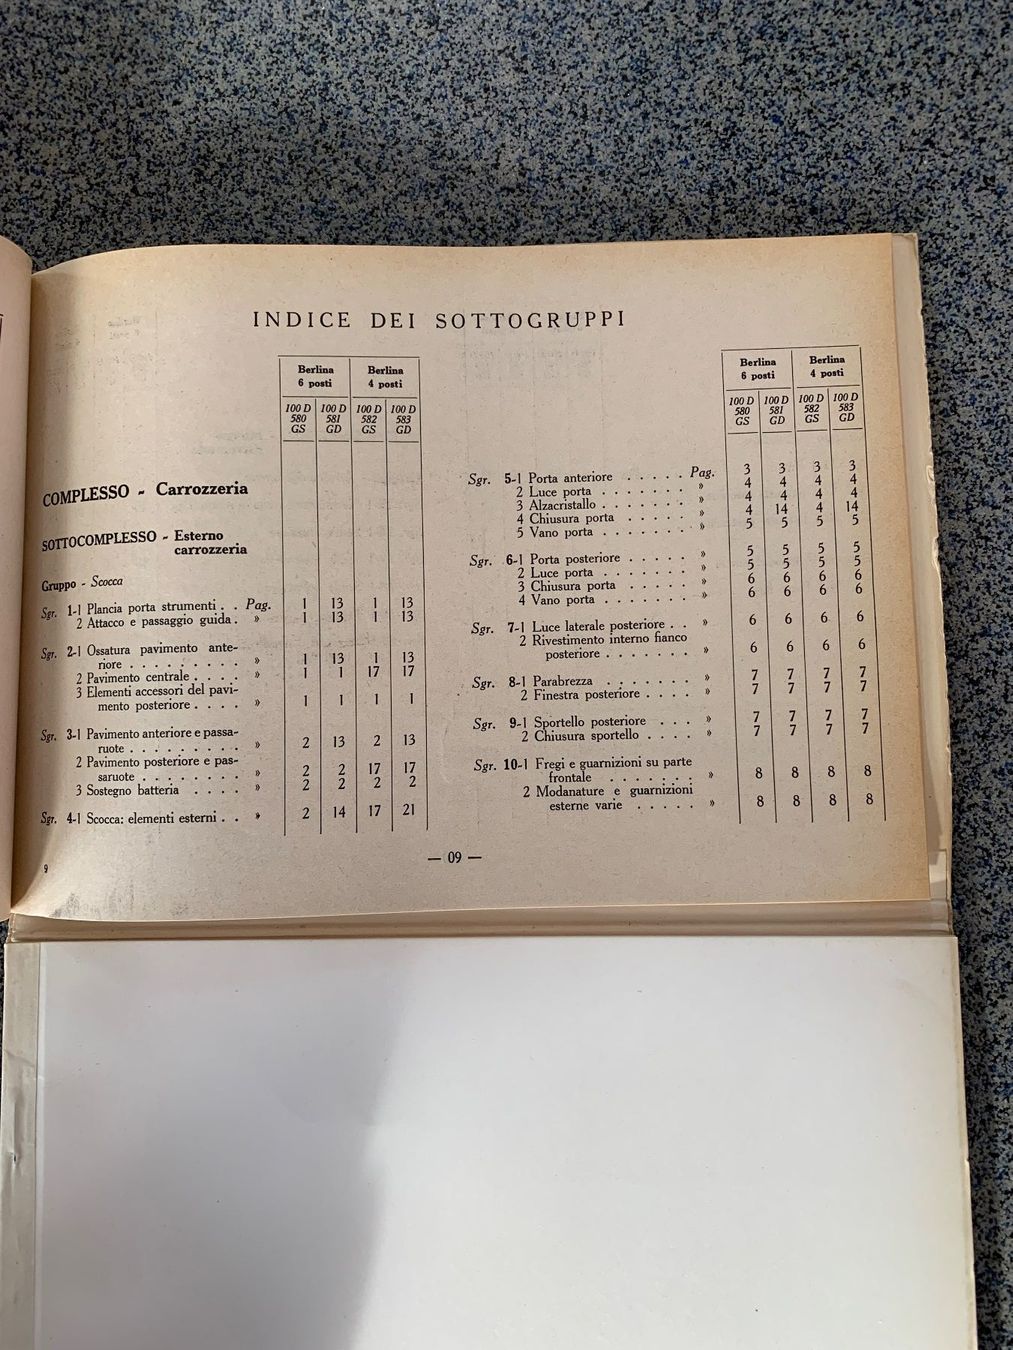 INDICE DEI SOTTOGRUPPI
Berlina 6 posti Berlina 4 posti
100 D 580 GS 100 D 581 GD 100 D 582 GS 100 D 583 GD
COMPLESSO - Carrozzeria
SOTTOCOMPLESSO - Esterno
carrozzeria
Gruppo - Scocca
Sgr. 1-1 Plancia porta strumenti . . Pag. 1 13 1 13
2 Attacco e passaggio guida . » 1 13 1 13
Sgr. 2-1 Ossatura pavimento ante-
riore . . . . . . . . . » 1 13 1 13
2 Pavimento centrale . . . . » 1 1 17 17
3 Elementi accessori del pavi-
mento posteriore . . . . » 1 1 1 1
Sgr. 3-1 Pavimento anteriore e passa-
ruote . . . . . . . . . » 2 13 2 13
2 Pavimento posteriore e pas-
saruote . . . . . . . . » 2 2 17 17
3 Sostegno batteria . . . . » 2 2 2 2
Sgr. 4-1 Scocca: elementi esterni . . » 2 14 17 21
Berlina 6 posti Berlina 4 posti
100 D 580 GS 100 D 581 GD 100 D 582 GS 100 D 583 GD
Sgr. 5-1 Porta anteriore . . . . . Pag. 3 3 3 3
2 Luce porta . . . . . . . » 4 4 4 4
3 Alzacristallo . . . . . . . » 4 4 4 4
4 Chiusura porta . . . . . » 4 14 4 14
5 Vano porta . . . . . . . » 5 5 5 5
Sgr. 6-1 Porta posteriore . . . . . » 5 5 5 5
2 Luce porta . . . . . . . » 5 5 5 5
3 Chiusura porta . . . . . » 6 6 6 6
4 Vano porta . . . . . . . » 6 6 6 6
Sgr. 7-1 Luce laterale posteriore . . » 6 6 6 6
2 Rivestimento interno fianco
posteriore . . . . . . . » 6 6 6 6
Sgr. 8-1 Parabrezza . . . . . . . » 7 7 7 7
2 Finestra posteriore . . . . » 7 7 7 7
Sgr. 9-1 Sportello posteriore . . . » 7 7 7 7
2 Chiusura sportello . . . . » 7 7 7 7
Sgr. 10-1 Fregi e guarnizioni su parte
frontale . . . . . . . » 8 8 8 8
2 Modanature e guarnizioni
esterne varie . . . . . » 8 8 8 8
9
— 09 —